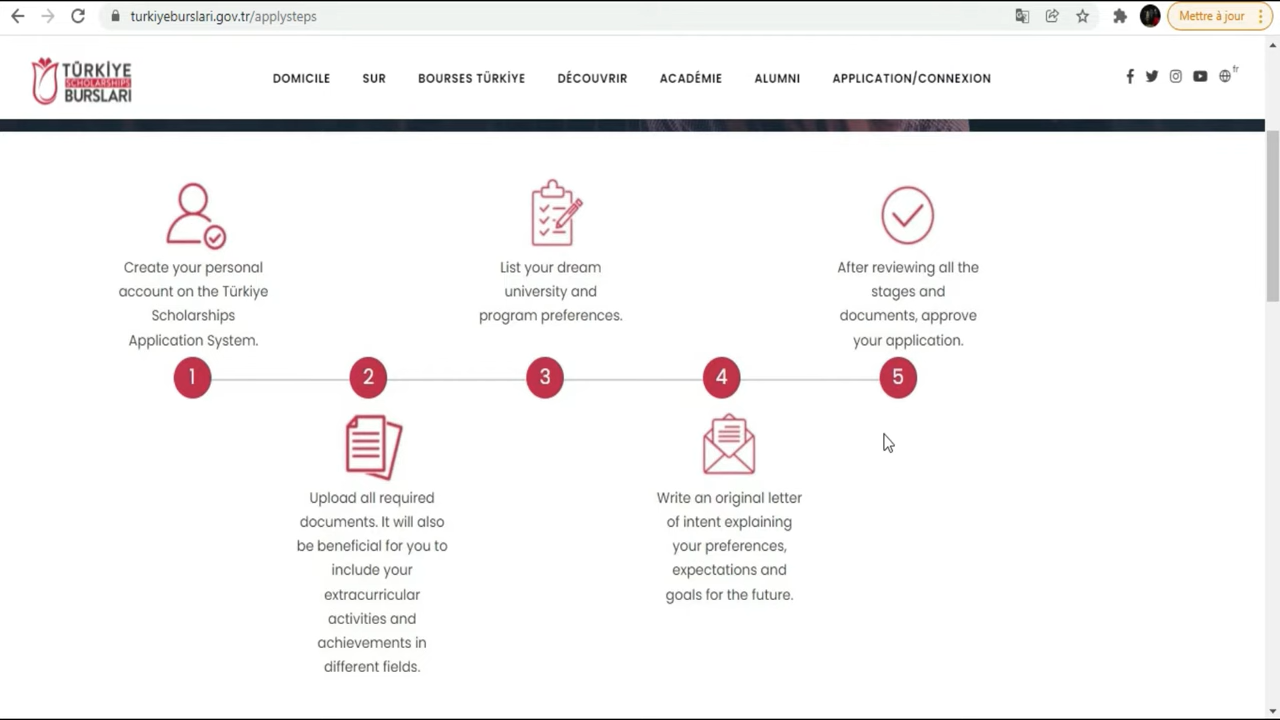 turkiyeburslari.gov.tr/applysteps
Mettre à jour
TÜRKİYE
SCHOLARSHIPS
BURSLARI
DOMICILE
SUR
BOURSES TÜRKİYE
DÉCOUVRIR
ACADÉMIE
ALUMNI
APPLICATION/CONNEXION
fr
Create your personal
account on the Türkiye
Scholarships
Application System.
1
Upload all required
documents. It will also
be beneficial for you to
include your
extracurricular
activities and
achievements in
different fields.
2
List your dream
university and
program preferences.
3
Write an original letter
of intent explaining
your preferences,
expectations and
goals for the future.
4
After reviewing all the
stages and
documents, approve
your application.
5